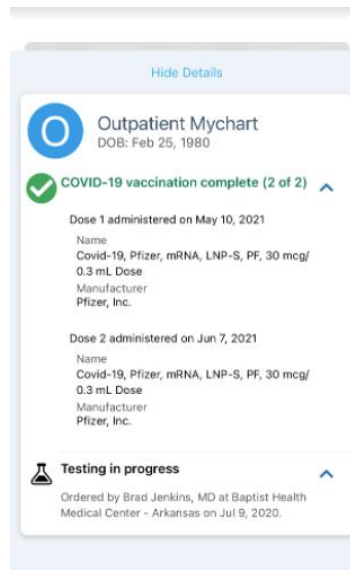 Hide Details
O
Outpatient Mychart
DOB: Feb 25, 1980
COVID-19 vaccination complete (2 of 2)
Dose 1 administered on May 10, 2021
Name
Covid-19, Pfizer, mRNA, LNP-S, PF, 30 mcg/
0.3 mL Dose
Manufacturer
Pfizer, Inc.
Dose 2 administered on Jun 7, 2021
Name
Covid-19, Pfizer, mRNA, LNP-S, PF, 30 mcg/
0.3 mL Dose
Manufacturer
Pfizer, Inc.
Testing in progress
Ordered by Brad Jenkins, MD at Baptist Health
Medical Center - Arkansas on Jul 9, 2020.